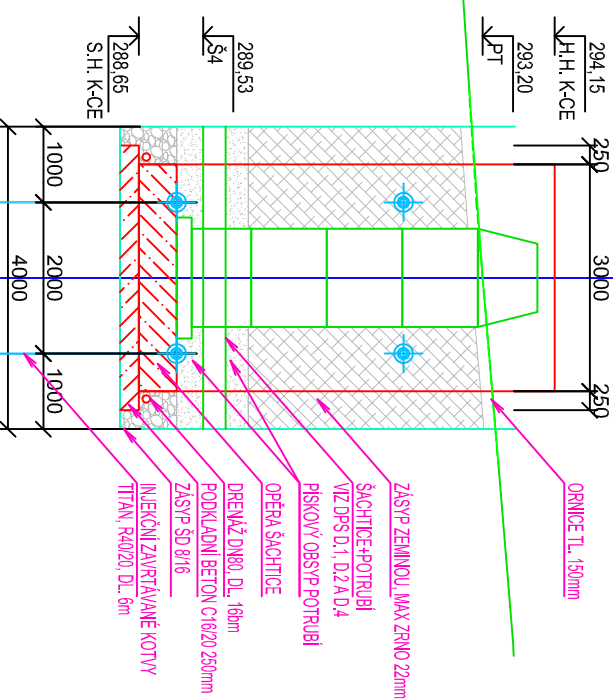 294,15
H.H. K-CE
293,20
PT
289,53
Š4
288,65
S.H. K-CE
250
3000
250
1000
2000
1000
4000
ORNICE TL. 150mm
ZÁSYP ZEMINOU, MAX ZRNO 22mm
ŠACHTICE+POTRUBÍ
VIZ DPS D.1, D.2 A D.4
PÍSKOVÝ OBSYP POTRUBÍ
OPĚRA ŠACHTICE
DRENÁŽ DN80, DL. 16bm
PODKLADNÍ BETON C16/20 250mm
ZÁSYP ŠD 8/16
INJEKČNÍ ZAVRTÁVANÉ KOTVY
TITAN, R40/20, DL. 6m